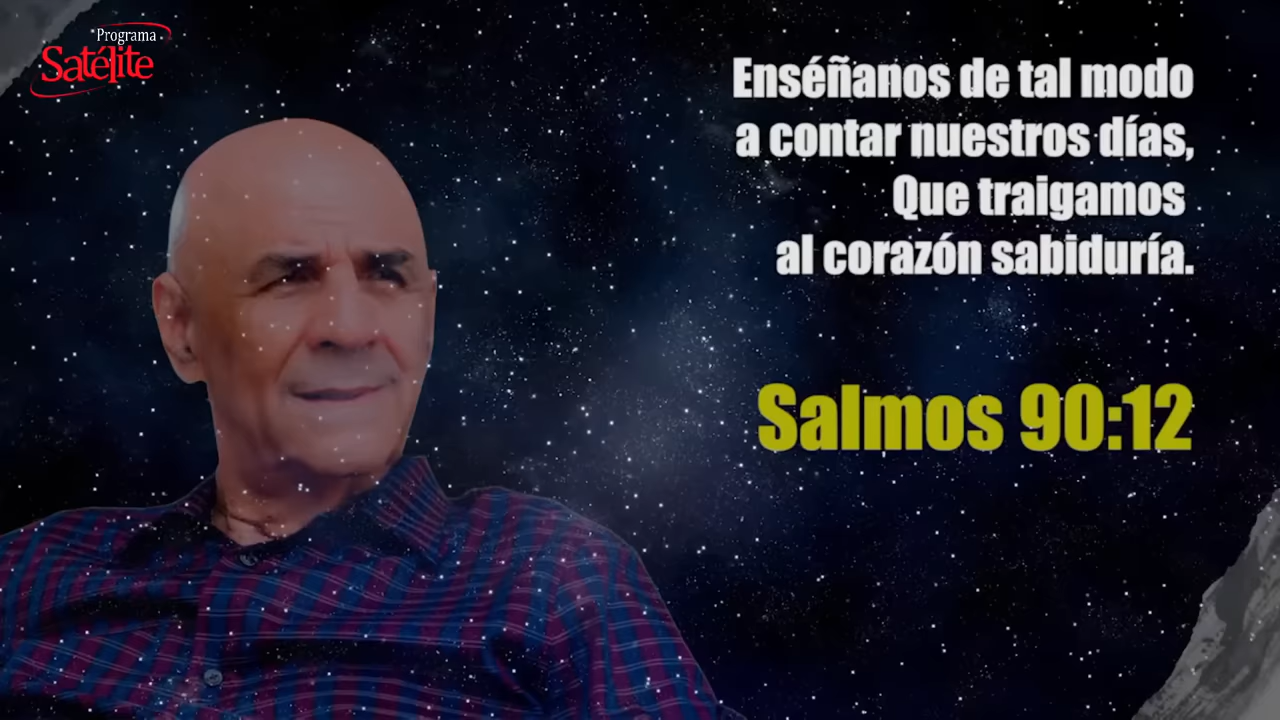 Programa
Satélite
Enséñanos de tal modo
a contar nuestros días,
Que traigamos
al corazón sabiduría.
Salmos 90:12